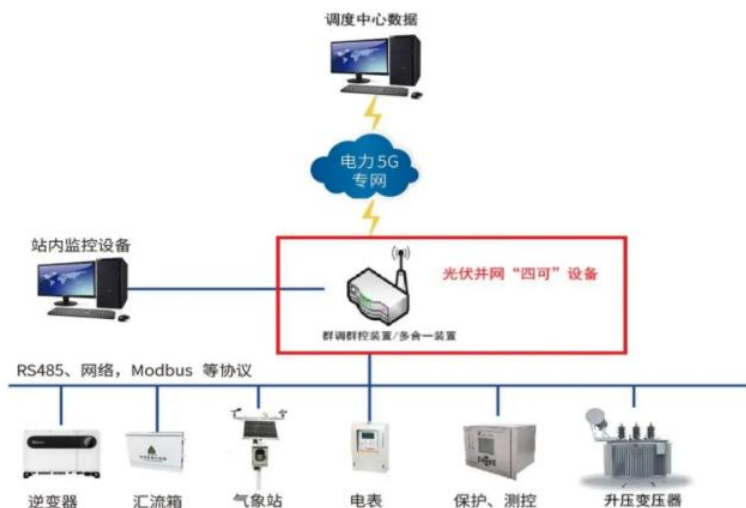 调度中心数据
电力 5G
专网
站内监控设备
光伏并网“四可”设备
群调群控装置/多合一装置
RS485、网络，Modbus 等协议
逆变器
汇流箱
气象站
电表
保护、测控
升压变压器